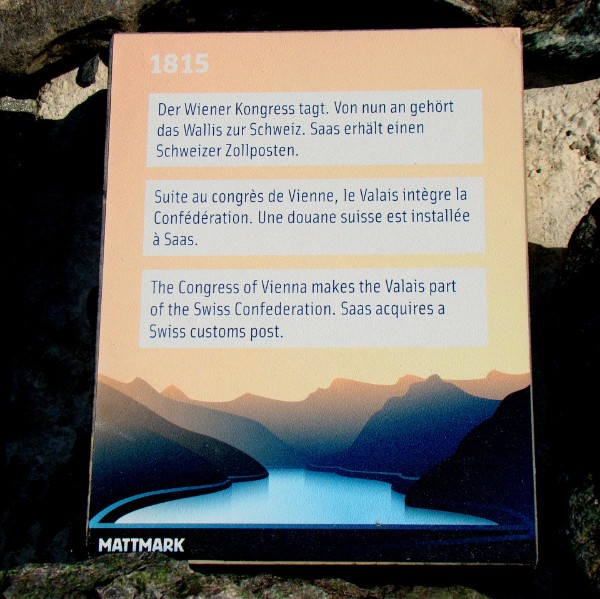 1815
Der Wiener Kongress tagt. Von nun an gehört
das Wallis zur Schweiz. Saas erhält einen
Schweizer Zollposten.
Suite au congrès de Vienne, le Valais intègre la
Confédération. Une douane suisse est installée
à Saas.
The Congress of Vienna makes the Valais part
of the Swiss Confederation. Saas acquires a
Swiss customs post.
MATTMARK